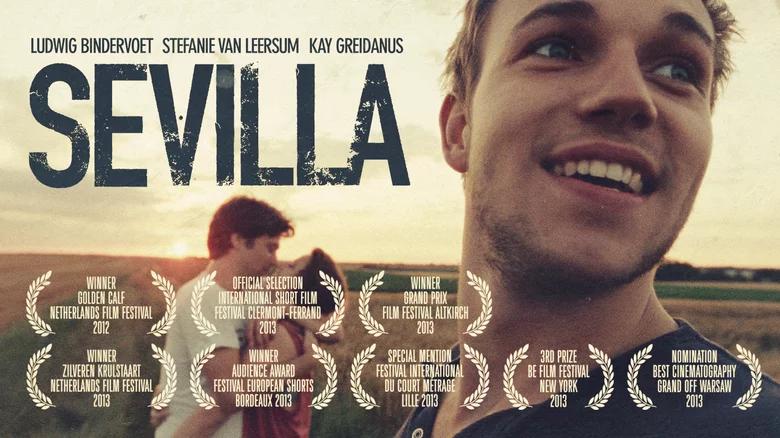 LUDWIG BINDERVOET STEFANIE VAN LEERSUM KAY GREIDANUS
SEVILLA
WINNER
GOLDEN CALF
NETHERLANDS FILM FESTIVAL
2012
OFFICIAL SELECTION
INTERNATIONAL SHORT FILM
FESTIVAL CLERMONT-FERRAND
2013
WINNER
GRAND PRIX
FILM FESTIVAL ALTKIRCH
2013
WINNER
ZILVEREN KRULSTAART
NETHERLANDS FILM FESTIVAL
2013
WINNER
AUDIENCE AWARD
FESTIVAL EUROPEAN SHORTS
BORDEAUX 2013
SPECIAL MENTION
FESTIVAL INTERNATIONAL
DU COURT MÉTRAGE
LILLE 2013
3RD PRIZE
BE FILM FESTIVAL
NEW YORK
2013
NOMINATION
BEST CINEMATOGRAPHY
GRAND OFF WARSAW
2013